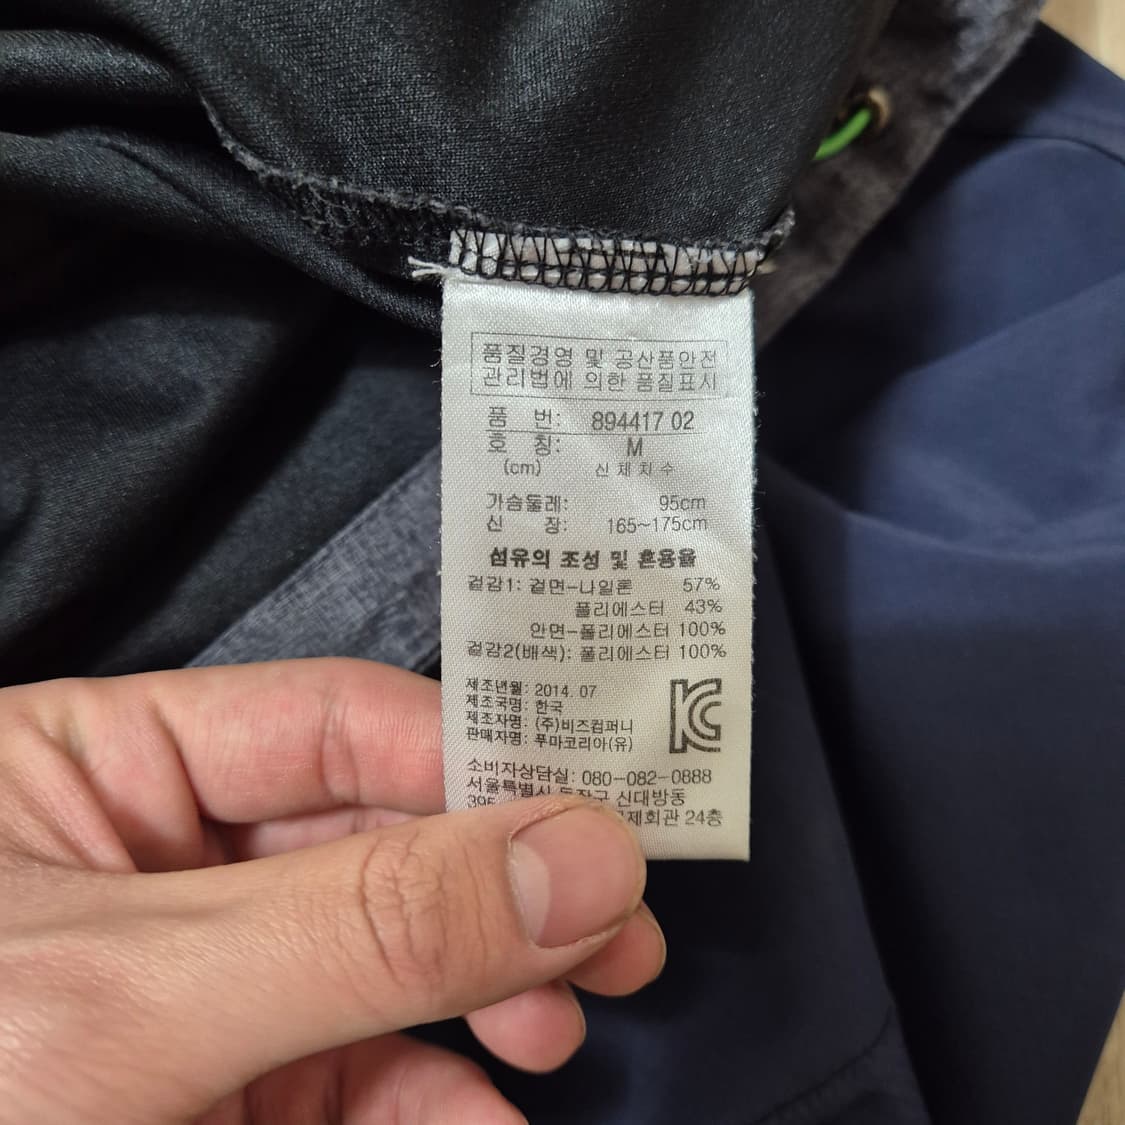 품질경영 및 공산품안전
관리법에 의한 품질표시
품 번: 894417 02
호 칭: M
(cm) 신체치수
가슴둘레: 95cm
신 장: 165~175cm
섬유의 조성 및 혼용율
겉감1: 겉면-나일론 57%
폴리에스터 43%
안면-폴리에스터 100%
겉감2(배색): 폴리에스터 100%
제조년월: 2014. 07
제조국명: 한국
제조자명: (주)비즈컴퍼니
판매자명: 푸마코리아(유)
KC
소비자상담실: 080-082-0888
서울특별시 동작구 신대방동
395 제회관 24층